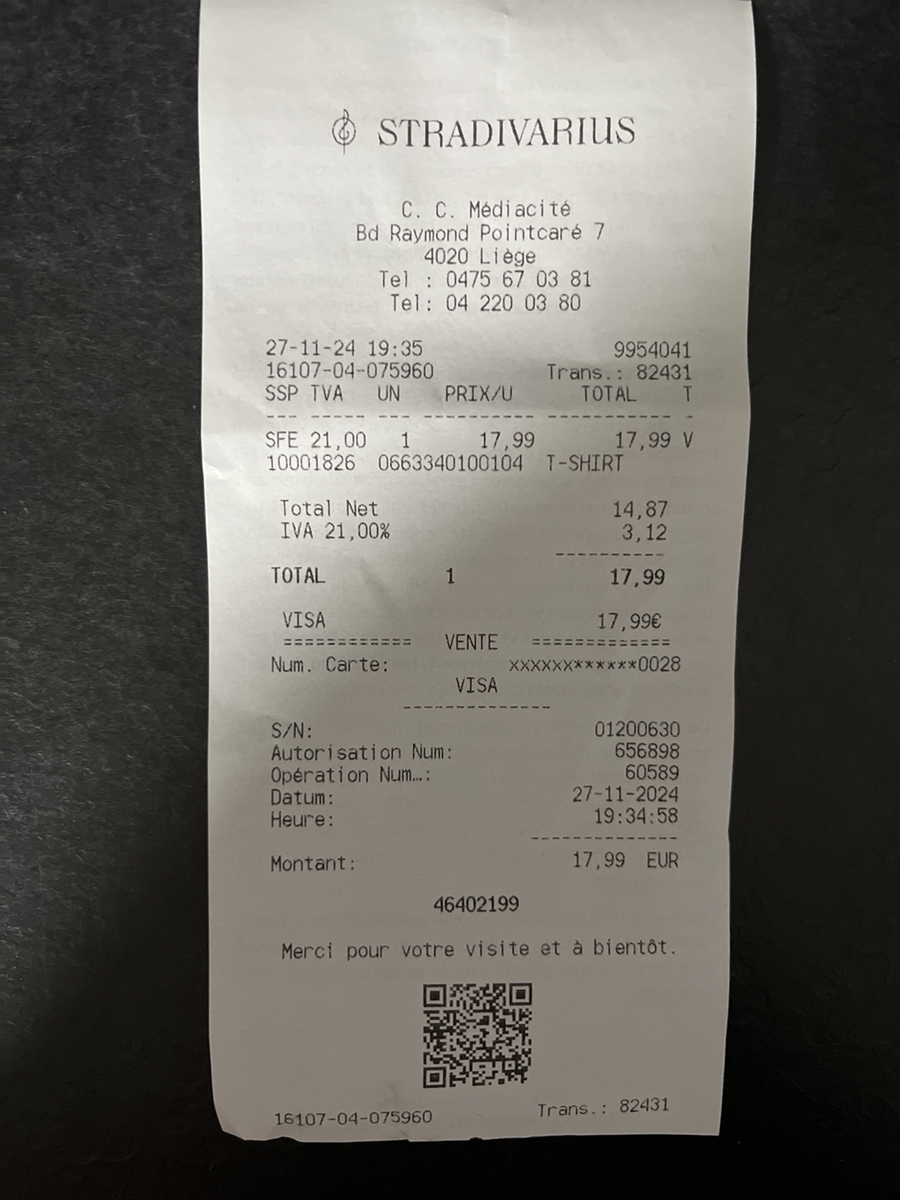 STRADIVARIUS
C. C. Médiacité
Bd Raymond Pointcaré 7
4020 Liège
Tel : 0475 67 03 81
Tel: 04 220 03 80
27-11-24 19:35 9954041
16107-04-075960 Trans.: 82431
SSP TVA UN PRIX/U TOTAL T
--- ----- --- ---------- ----------- -
SFE 21,00 1 17,99 17,99 V
10001826 0663340100104 T-SHIRT
Total Net 14,87
IVA 21,00% 3,12
----------
TOTAL 1 17,99
VISA 17,99€
============ VENTE =============
Num. Carte: xxxxxx******0028
VISA
--------------
S/N: 01200630
Autorisation Num: 656898
Opération Num…: 60589
Datum: 27-11-2024
Heure: 19:34:58
--------------
Montant: 17,99 EUR
46402199
Merci pour votre visite et à bientôt.
16107-04-075960 Trans.: 82431